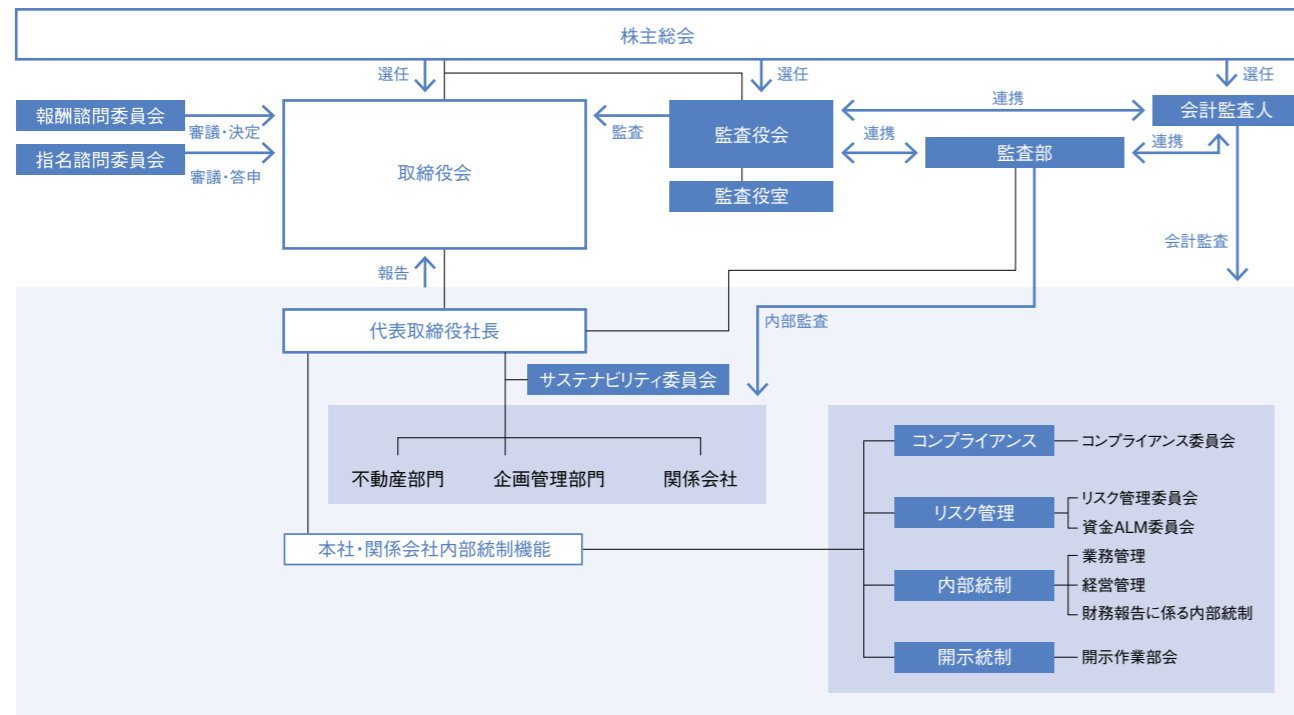 株主総会
選任
選任
選任
報酬諮問委員会
審議・決定
指名諮問委員会
審議・答申
取締役会
監査
監査役会
監査役室
連携
連携
監査部
連携
会計監査人
会計監査
報告
代表取締役社長
内部監査
サステナビリティ委員会
不動産部門
企画管理部門
関係会社
本社・関係会社内部統制機能
コンプライアンス
コンプライアンス委員会
リスク管理
リスク管理委員会
資金ALM委員会
内部統制
業務管理
経営管理
財務報告に係る内部統制
開示統制
開示作業部会